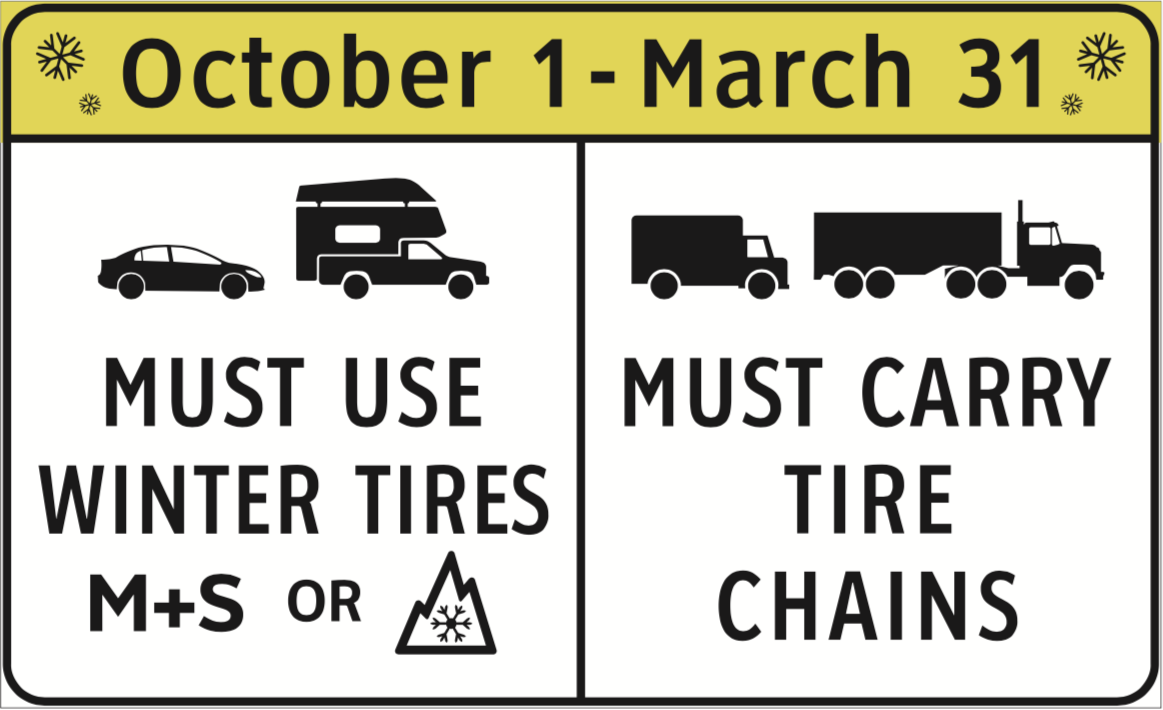 October 1 - March 31
MUST USE
WINTER TIRES
M+S OR
MUST CARRY
TIRE
CHAINS